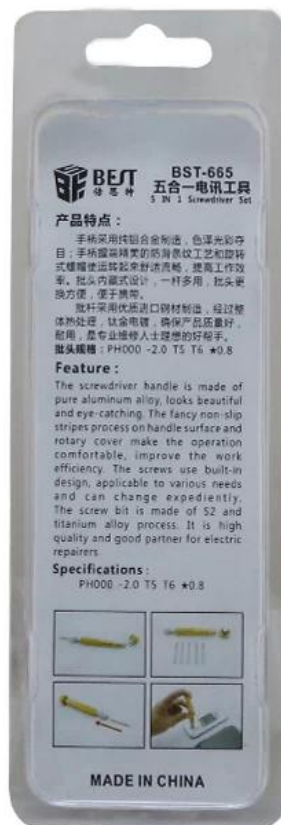 BEST
倍思特
BST-665
五合一电讯工具
5 IN 1 Screwdriver Set
产品特点：
手柄采用纯铝合金制造，色泽光彩夺
目；手柄握高精美的防滑条纹工艺和旋转
式帽帽使运转起来舒适流畅，提高工作效
率。批头内藏式设计，一杆多用，批头更
换方便，便于携带。
批杆采用优质进口钢材制造，经过整
体热处理，钛金电镀，确保产品质量好，
耐用，是专业维修人士理想的好帮手。
批头规格：PH000 -2.0 T5 T6 ★0.8
Feature :
The screwdriver handle is made of
pure aluminum alloy, looks beautiful
and eye-catching. The fancy non-slip
stripes process on handle surface and
rotary cover make the operation
comfortable, improve the work
efficiency. The screws use built-in
design, applicable to various needs
and can change expediently.
The screw bit is made of S2 and
titanium alloy process. It is high
quality and good partner for electric
repairers
Specifications :
PH000 -2.0 T5 T6 ★0.8
MADE IN CHINA